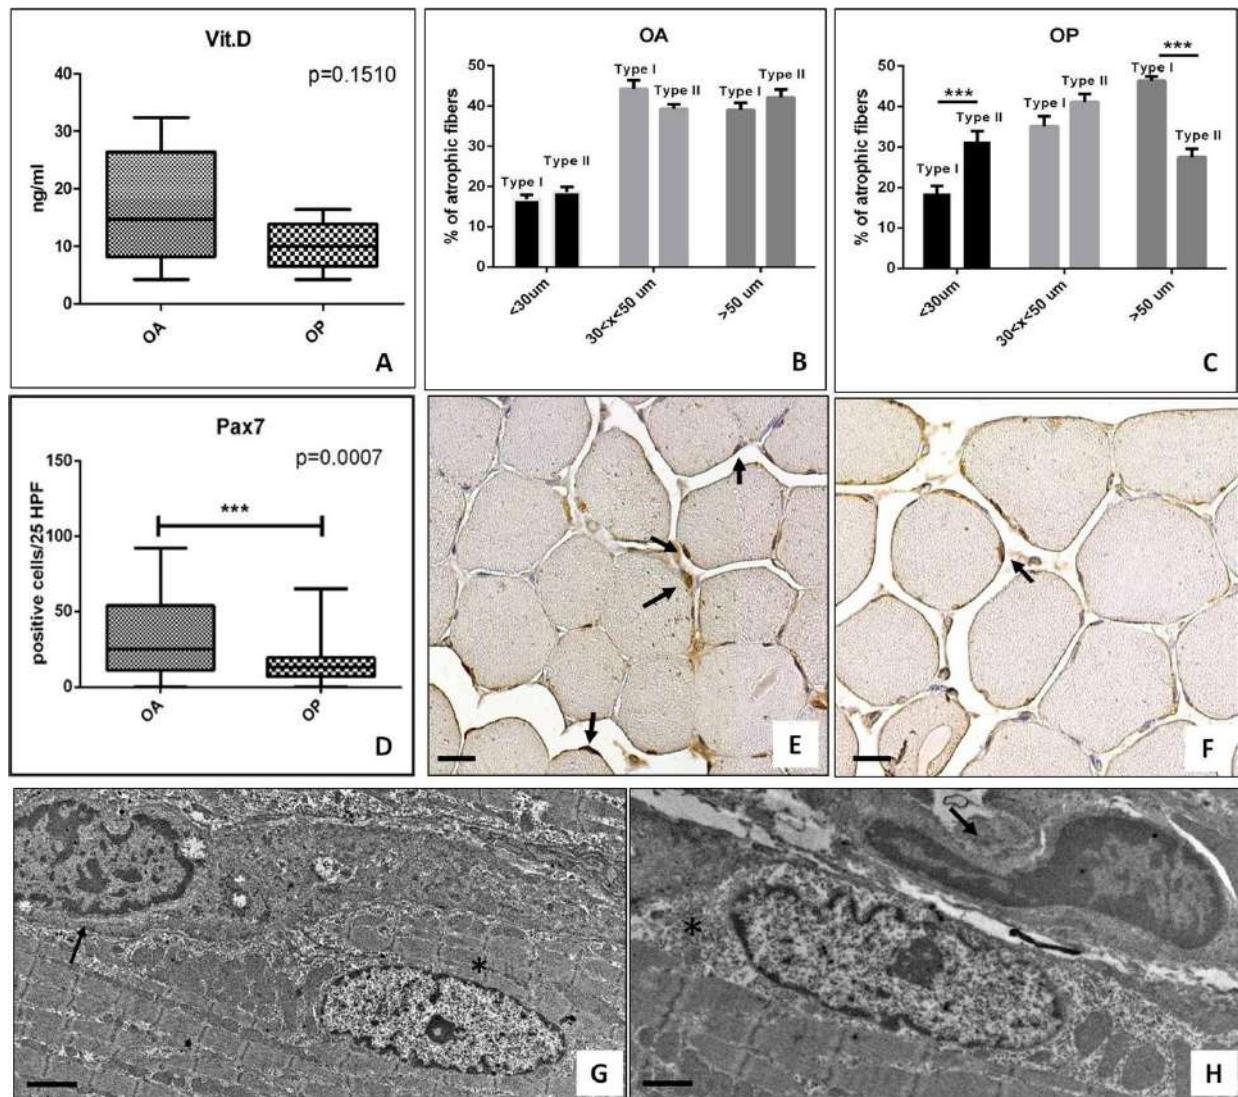 Vit.D
p=0.1510
40
30
20
10
0
ng/ml
OA
OP
A
OA
50
40
30
20
10
0
% of atrophic fibers
Type I
Type II
Type I
Type II
Type I
Type II
<30um
30<x<50 um
>50 um
B
OP
50
40
30
20
10
0
% of atrophic fibers
***
Type I
Type II
Type I
Type II
***
Type I
Type II
<30um
30<x<50 um
>50 um
C
Pax7
p=0.0007
150
100
50
0
positive cells/25 HPF
***
OA
OP
D
E
F
*
G
*
H